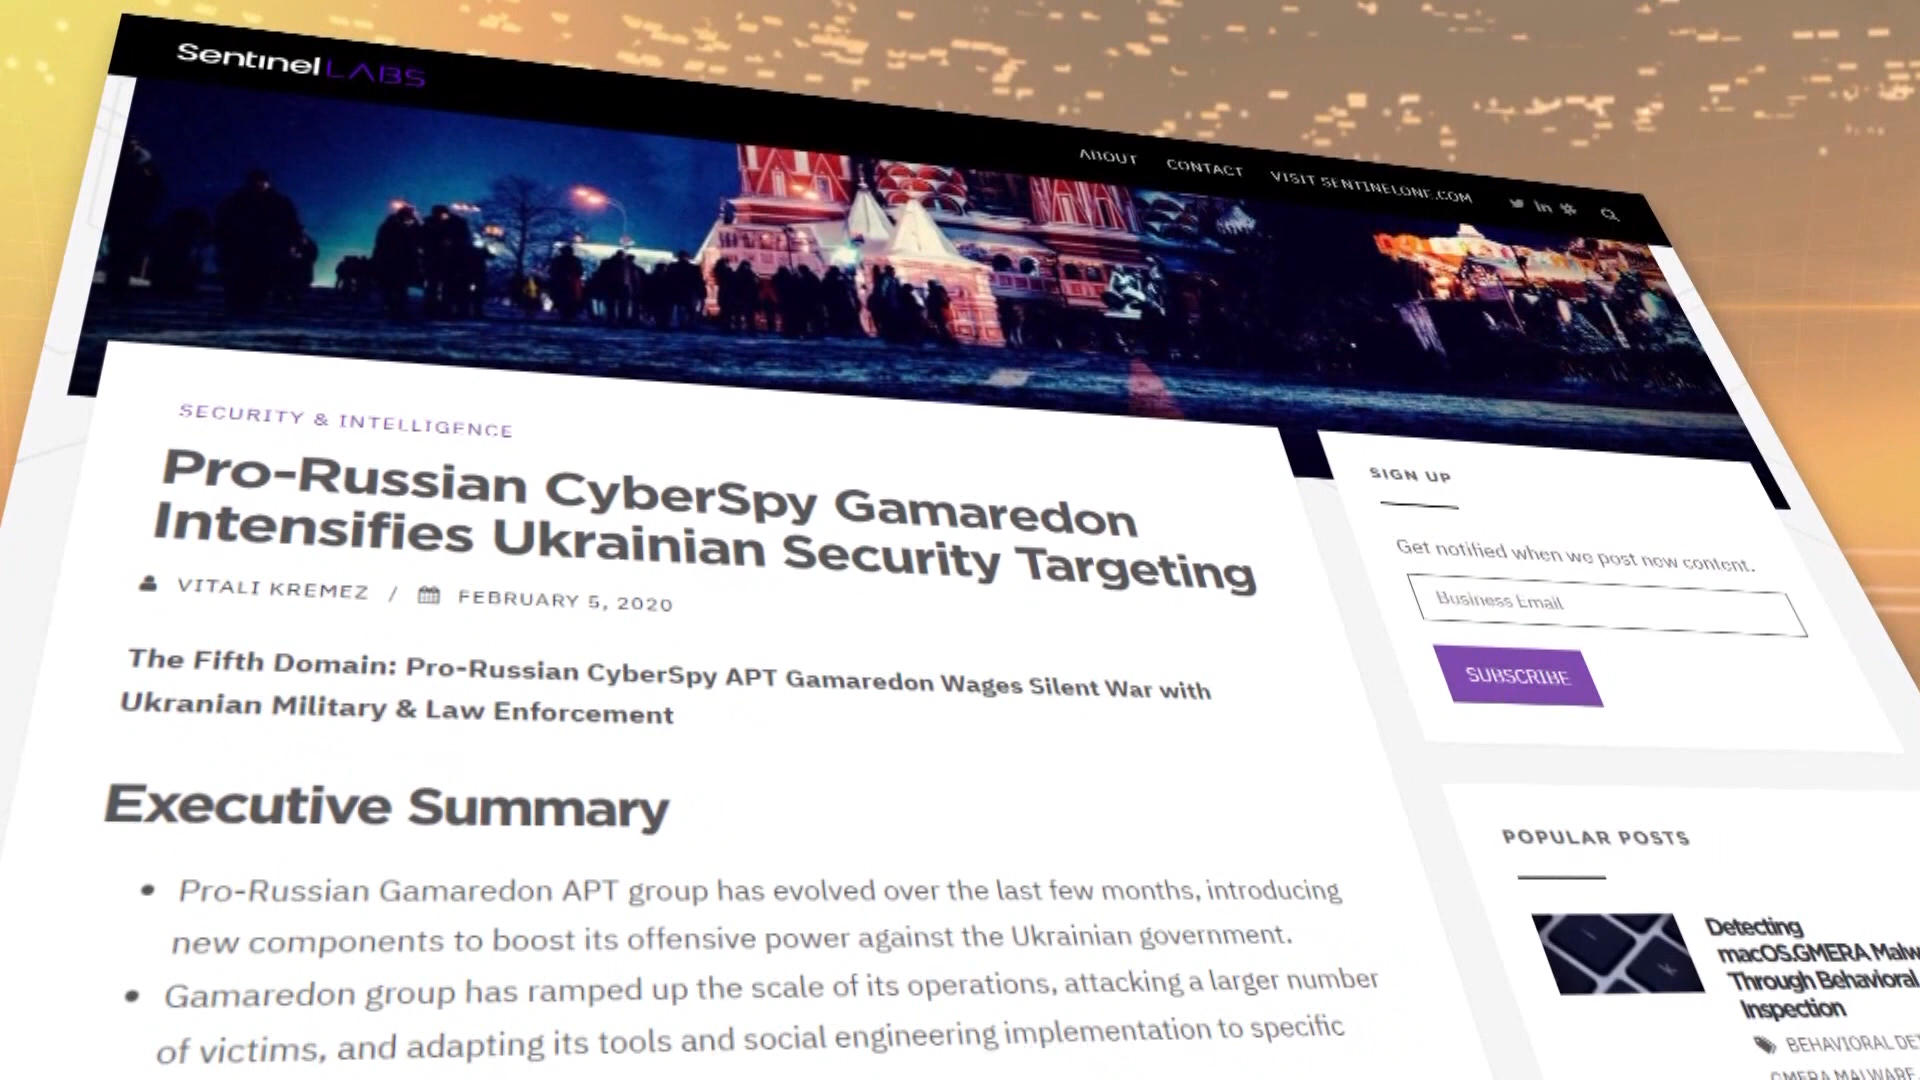 SentinelLABS
ABOUT CONTACT VISIT SENTINELONE.COM
SECURITY & INTELLIGENCE
Pro-Russian CyberSpy Gamaredon
Intensifies Ukrainian Security Targeting
VITALI KREMEZ / FEBRUARY 5, 2020
The Fifth Domain: Pro-Russian CyberSpy APT Gamaredon Wages Silent War with
Ukranian Military & Law Enforcement
Executive Summary
• Pro-Russian Gamaredon APT group has evolved over the last few months, introducing
new components to boost its offensive power against the Ukrainian government.
• Gamaredon group has ramped up the scale of its operations, attacking a larger number
of victims, and adapting its tools and social engineering implementation to specific
SIGN UP
Get notified when we post new content.
Business Email
SUBSCRIBE
POPULAR POSTS
Detecting
macOS.GMERA Malw
Through Behavioral
Inspection
BEHAVIORAL DE
GMERA MALWARE